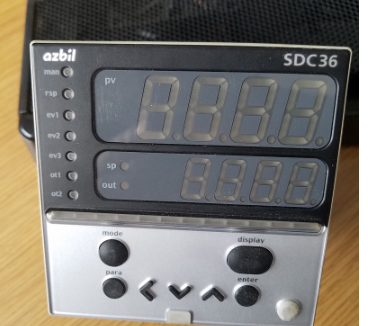 azbil
SDC36
man
rsp
ev1
ev2
ev3
ot1
ot2
pv
sp
out
mode
display
para
enter